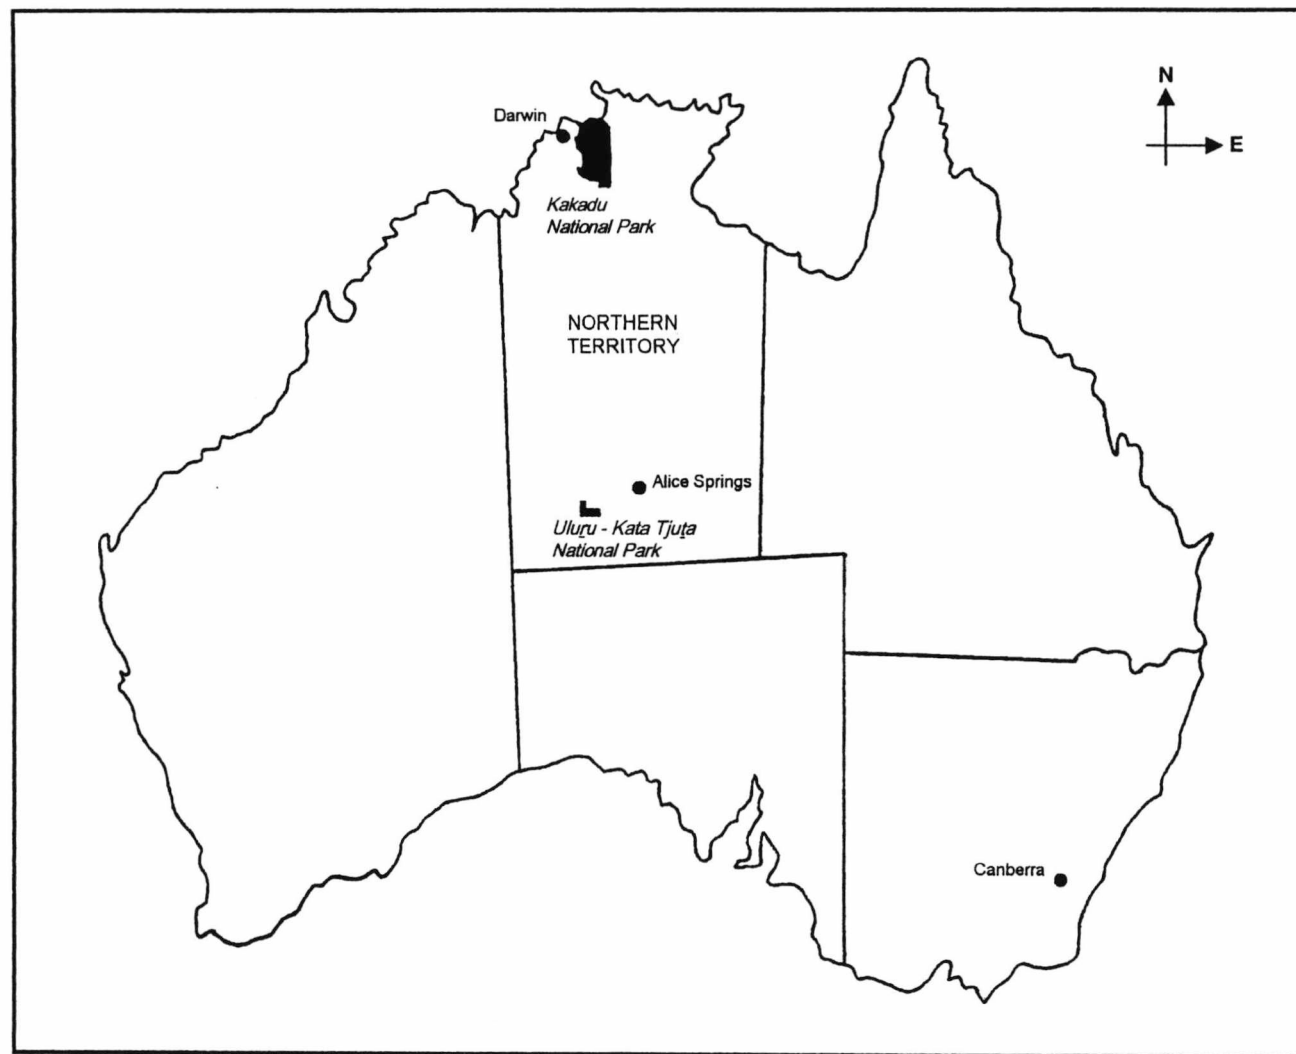 N
E
Darwin
Kakadu
National Park
NORTHERN
TERRITORY
Alice Springs
Uluṟu - Kata Tjuṯa
National Park
Canberra